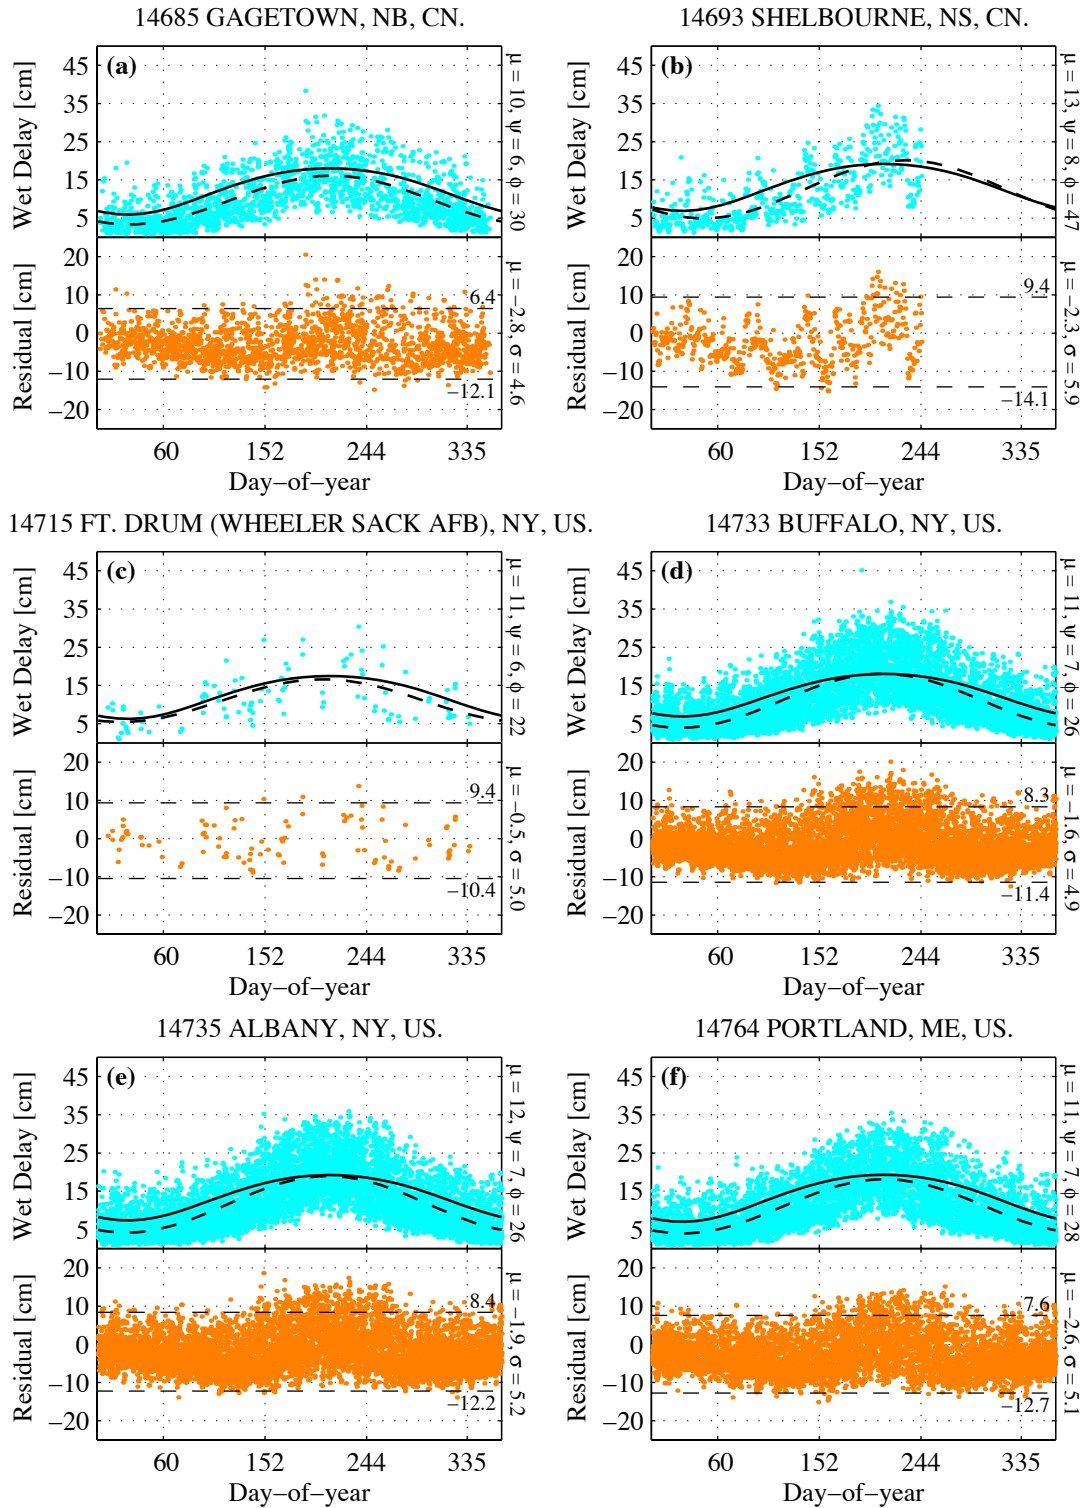 14685 GAGETOWN, NB, CN.
(a)
Wet Delay [cm]
45
35
25
15
5
μ = 10, ψ = 6, ϕ = 30
Residual [cm]
20
10
0
−10
−20
6.4
−12.1
μ = −2.8, σ = 4.6
60 152 244 335
Day−of−year
14693 SHELBOURNE, NS, CN.
(b)
Wet Delay [cm]
45
35
25
15
5
μ = 13, ψ = 8, ϕ = 47
Residual [cm]
20
10
0
−10
−20
9.4
−14.1
μ = −2.3, σ = 5.9
60 152 244 335
Day−of−year
14715 FT. DRUM (WHEELER SACK AFB), NY, US.
(c)
Wet Delay [cm]
45
35
25
15
5
μ = 11, ψ = 6, ϕ = 22
Residual [cm]
20
10
0
−10
−20
9.4
−10.4
μ = −0.5, σ = 5.0
60 152 244 335
Day−of−year
14733 BUFFALO, NY, US.
(d)
Wet Delay [cm]
45
35
25
15
5
μ = 11, ψ = 7, ϕ = 26
Residual [cm]
20
10
0
−10
−20
8.3
−11.4
μ = −1.6, σ = 4.9
60 152 244 335
Day−of−year
14735 ALBANY, NY, US.
(e)
Wet Delay [cm]
45
35
25
15
5
μ = 12, ψ = 7, ϕ = 26
Residual [cm]
20
10
0
−10
−20
8.4
−12.2
μ = −1.9, σ = 5.2
60 152 244 335
Day−of−year
14764 PORTLAND, ME, US.
(f)
Wet Delay [cm]
45
35
25
15
5
μ = 11, ψ = 7, ϕ = 28
Residual [cm]
20
10
0
−10
−20
7.6
−12.7
μ = −2.6, σ = 5.1
60 152 244 335
Day−of−year